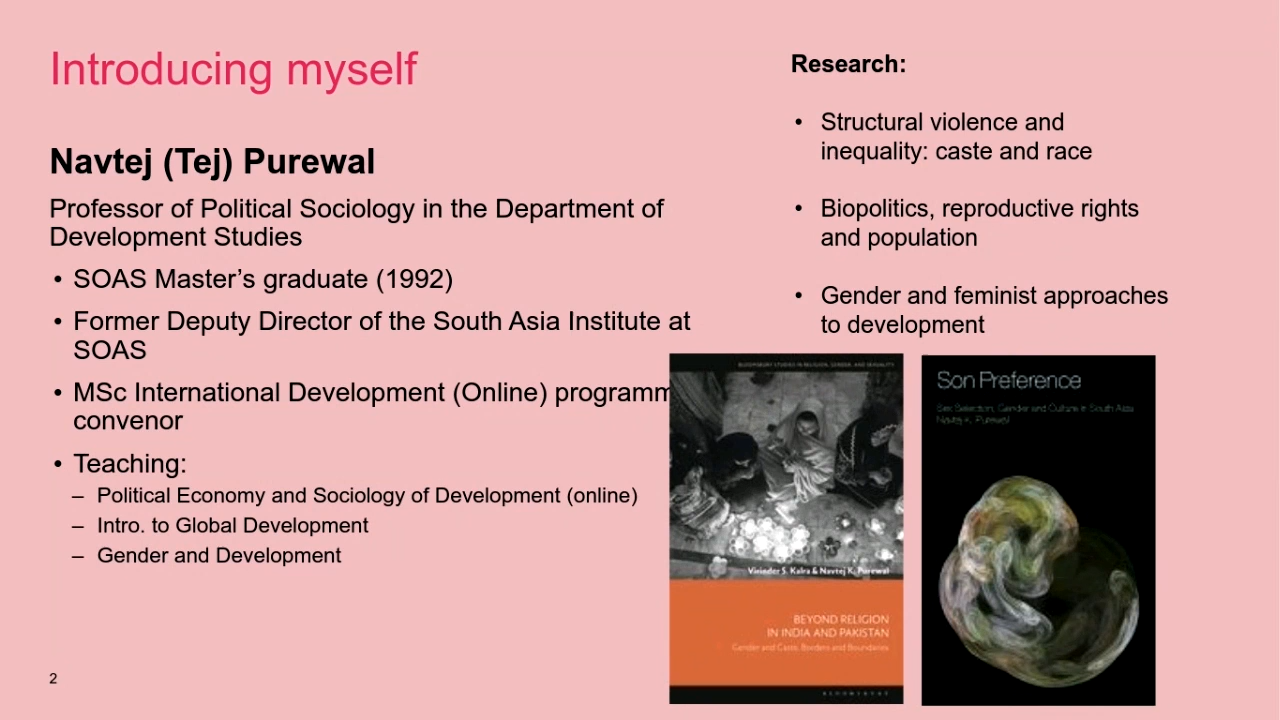 Introducing myself
Navtej (Tej) Purewal
Professor of Political Sociology in the Department of
Development Studies
• SOAS Master’s graduate (1992)
• Former Deputy Director of the South Asia Institute at
SOAS
• MSc International Development (Online) programm
convenor
• Teaching:
– Political Economy and Sociology of Development (online)
– Intro. to Global Development
– Gender and Development
2
Research:
• Structural violence and
inequality: caste and race
• Biopolitics, reproductive rights
and population
• Gender and feminist approaches
to development
BLOOMSBURY STUDIES IN RELIGION, GENDER, AND SEXUALITY
Virinder S. Kalra & Navtej K. Purewal
BEYOND RELIGION
IN INDIA AND PAKISTAN
Gender and Caste, Borders and Boundaries
BLOOMSBURY
Son Preference
Sex Selection, Gender and Culture in South Asia
Navtej K. Purewal